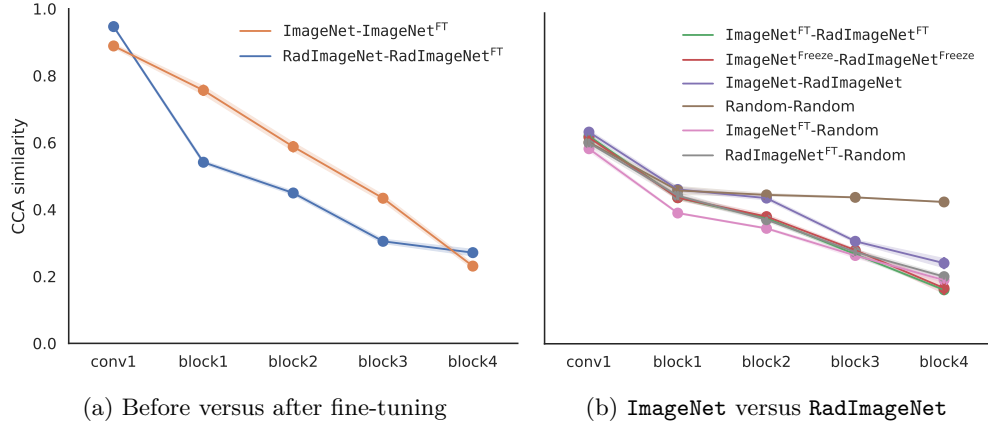 1.0
0.8
0.6
0.4
0.2
0.0
CCA similarity
ImageNet-ImageNet^FT
RadImageNet-RadImageNet^FT
conv1 block1 block2 block3 block4
(a) Before versus after fine-tuning
ImageNet^FT-RadImageNet^FT
ImageNet^Freeze-RadImageNet^Freeze
ImageNet-RadImageNet
Random-Random
ImageNet^FT-Random
RadImageNet^FT-Random
conv1 block1 block2 block3 block4
(b) ImageNet versus RadImageNet